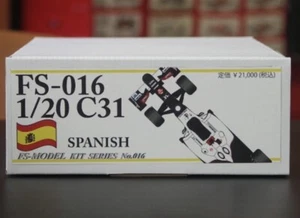 定価 ¥21,000(税込)
FS-016
1/20 C31
SPANISH
FS-MODEL KIT SERIES No.016